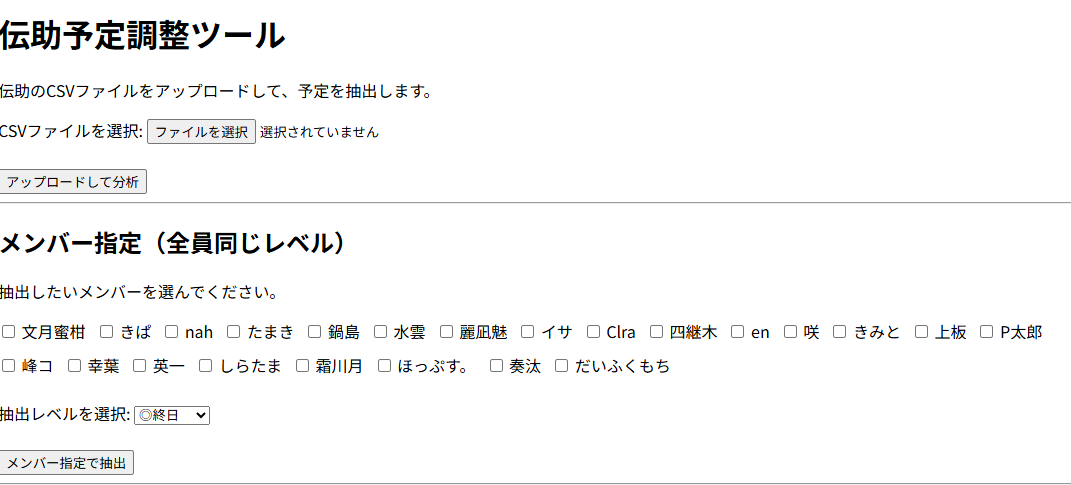 伝助予定調整ツール
伝助のCSVファイルをアップロードして、予定を抽出します。
CSVファイルを選択: ファイルを選択 選択されていません
アップロードして分析
メンバー指定（全員同じレベル）
抽出したいメンバーを選んでください。
文月蜜柑 きぱ nah たまき 鍋島 水雲 麗凪魅 イサ Clra 四継木 en 咲 きみと 上板 P太郎
峰コ 幸葉 英一 しらたま 霜川月 ほっぷす。 奏汰 だいふくもち
抽出レベルを選択: ◎終日
メンバー指定で抽出